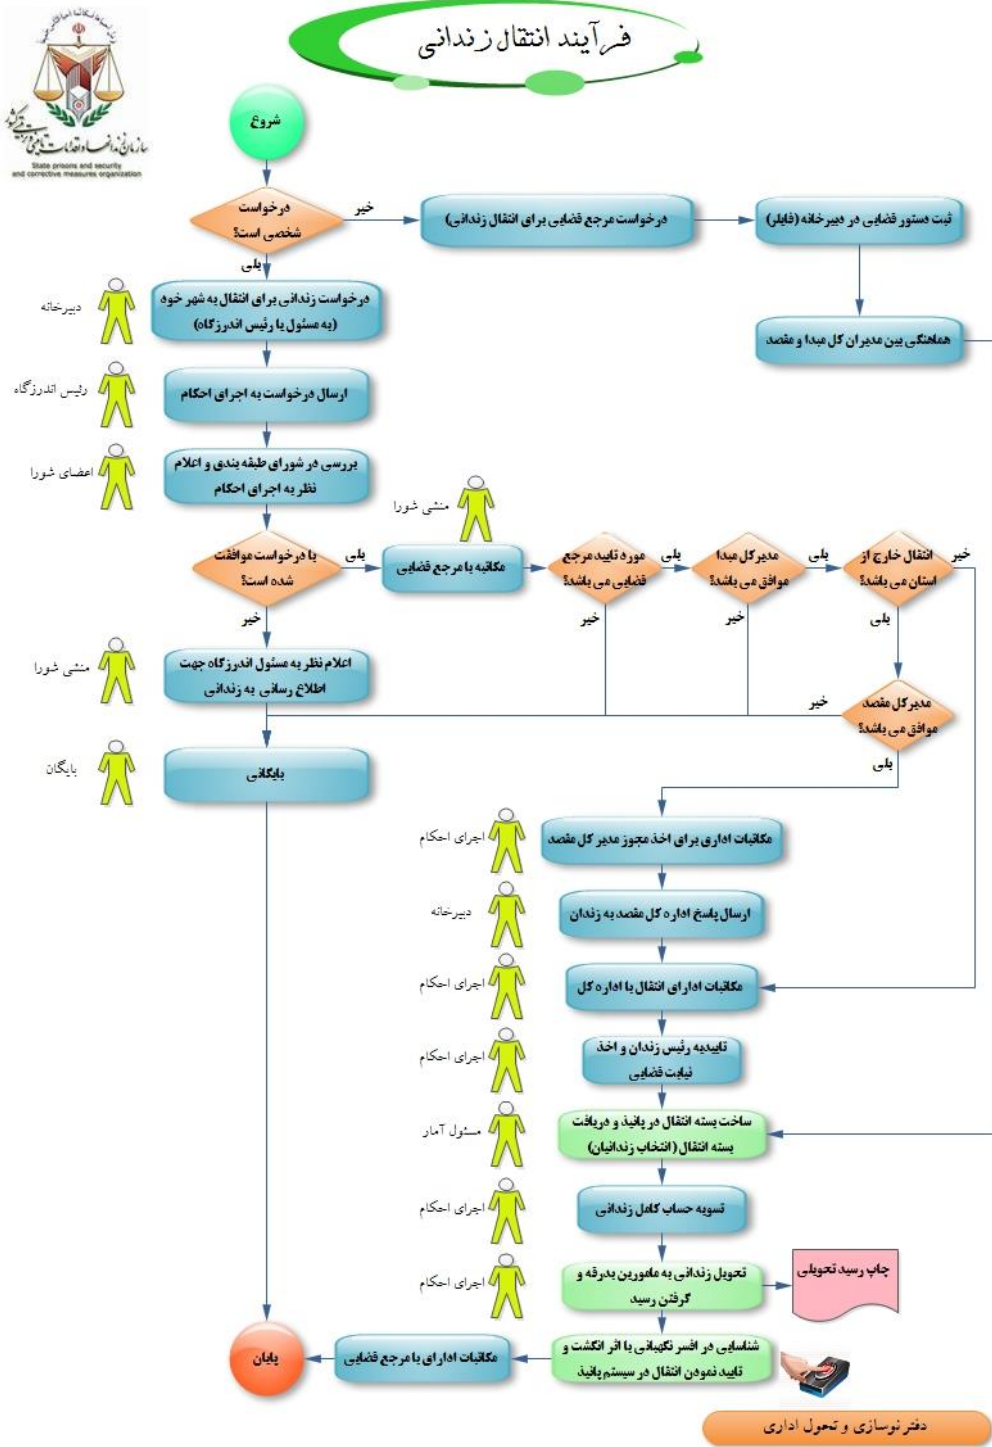 فرآیند انتقال زندانی
سازمان زندانها و اقدامات تامینی و تربیتی کشور
State prisons and security
and corrective measures organization
شروع
درخواست
شخصی است؟
خیر
درخواست مرجع قضایی برای انتقال زندانی)
ثبت دستور قضایی در دبیرخانه (فایلر)
بلی
هماهنگی بین مدیران کل مبدا و مقصد
دبیرخانه
درخواست زندانی برای انتقال به شهر خود
(به مسئول یا رئیس اندرزگاه)
رئیس اندرزگاه
ارسال درخواست به اجرای احکام
اعضای شورا
بررسی در شورای طبقه بندی و اعلام
نظر به اجرای احکام
منشی شورا
با درخواست موافقت
شده است؟
بلی
مکاتبه با مرجع قضایی
مورد تایید مرجع
قضایی می باشد؟
بلی
مدیرکل مبدا
موافق می باشد؟
بلی
انتقال خارج از
استان می باشد؟
خیر
خیر
خیر
خیر
بلی
منشی شورا
اعلام نظر به مسئول اندرزگاه جهت
اطلاع رسانی به زندانی
خیر
مدیرکل مقصد
موافق می باشد؟
بلی
بایگان
بایگانی
اجرای احکام
مکاتبات اداری برای اخذ مجوز مدیر کل مقصد
دبیرخانه
ارسال پاسخ اداره کل مقصد به زندان
اجرای احکام
مکاتبات ادارای انتقال با اداره کل
اجرای احکام
تاییدیه رئیس زندان و اخذ
نیابت قضایی
مسئول آمار
ساخت بسته انتقال در پانیذ و دریافت
بسته انتقال (انتخاب زندانیان)
اجرای احکام
تسویه حساب کامل زندانی
اجرای احکام
تحویل زندانی به مامورین بدرقه و
گرفتن رسید
چاپ رسید تحویلی
شناسایی در افسر نگهبانی با اثر انگشت و
تایید نمودن انتقال در سیستم پانیذ
مکاتبات ادارای با مرجع قضایی
پایان
دفتر نوسازی و تحول اداری